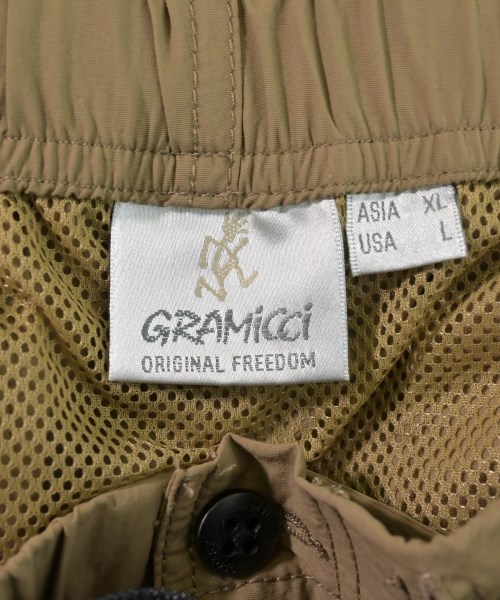 GRAMiCCi
ORIGINAL FREEDOM
ASIA XL
USA L